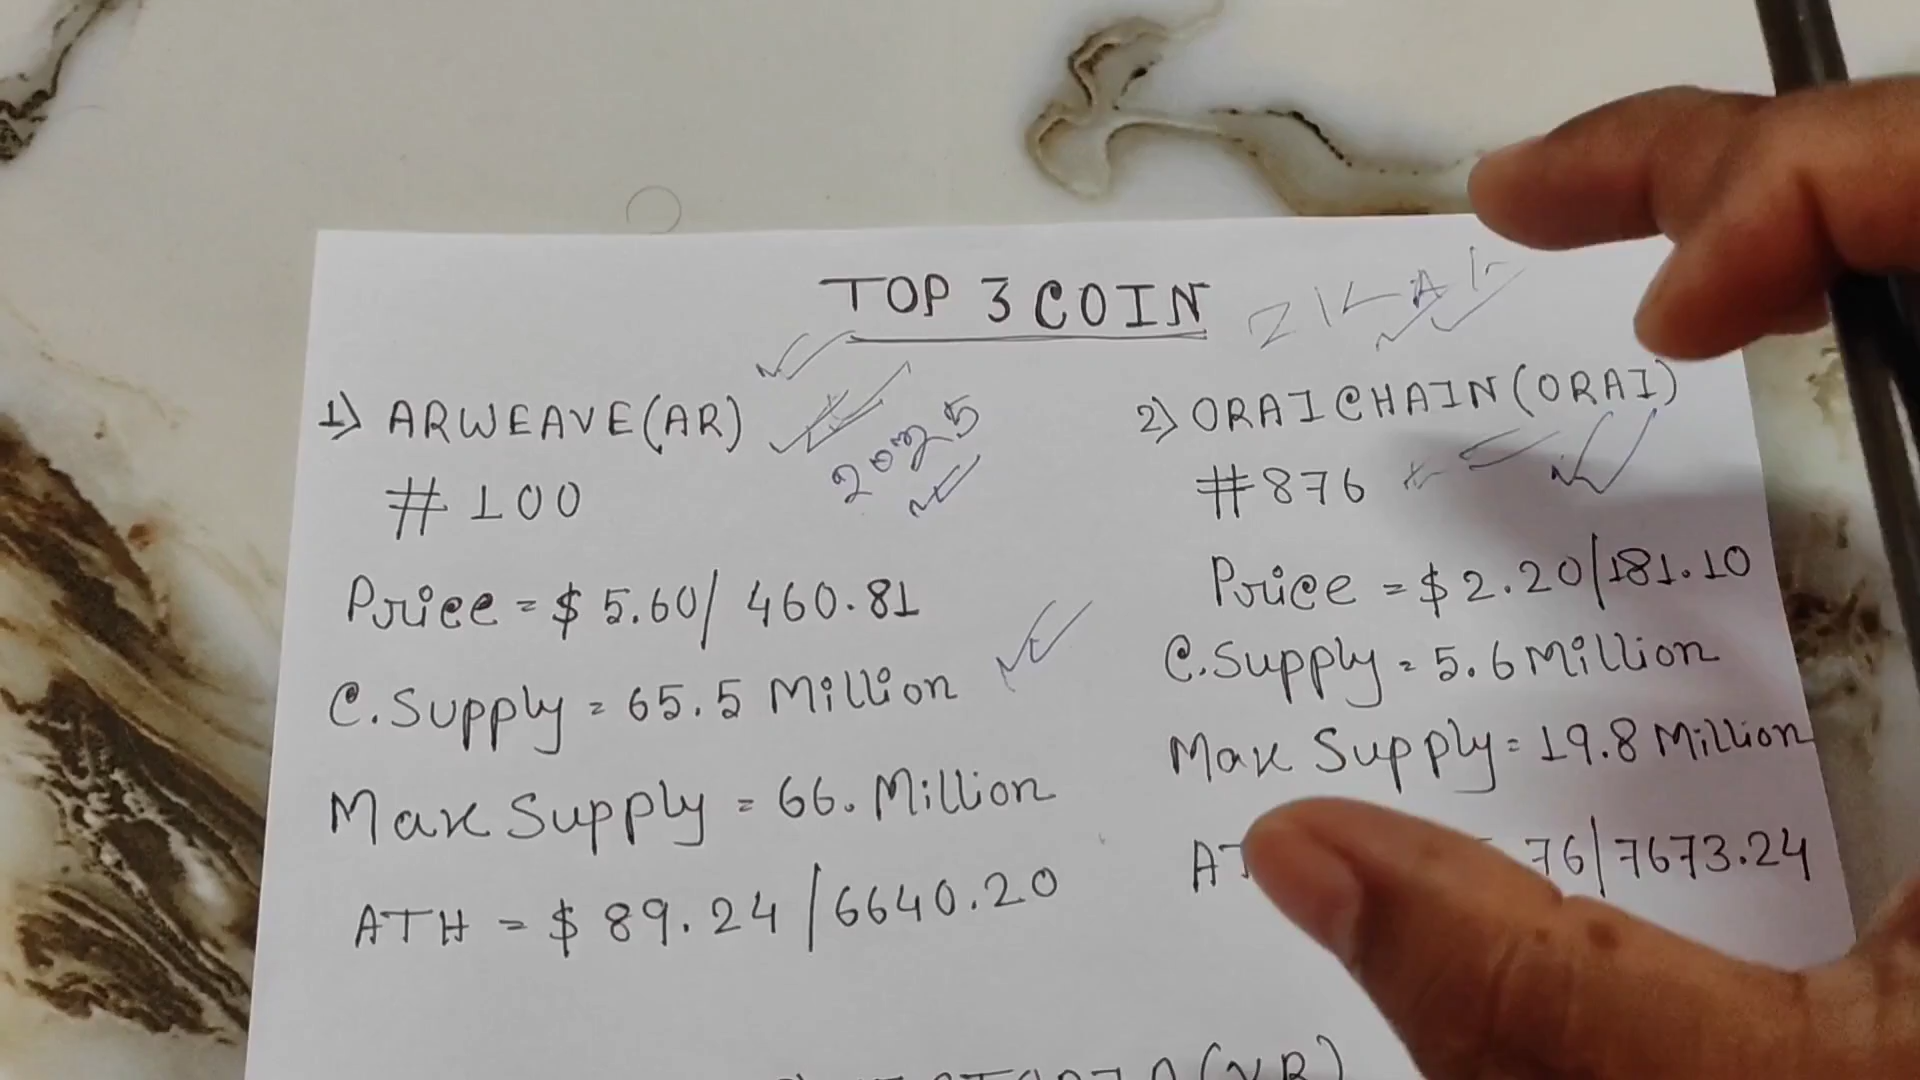 TOP 3 COIN
1) ARWEAVE(AR)
2025
# 100
Price = $ 5.60/ 460.81
C. Supply = 65.5 Million
Max Supply = 66. Million
ATH = $ 89.24 / 6640.20
2) ORAICHAIN(ORAI)
#876
Price = $2.20/181.10
C. Supply = 5.6 Million
Max Supply = 19.8 Million
76/7673.24